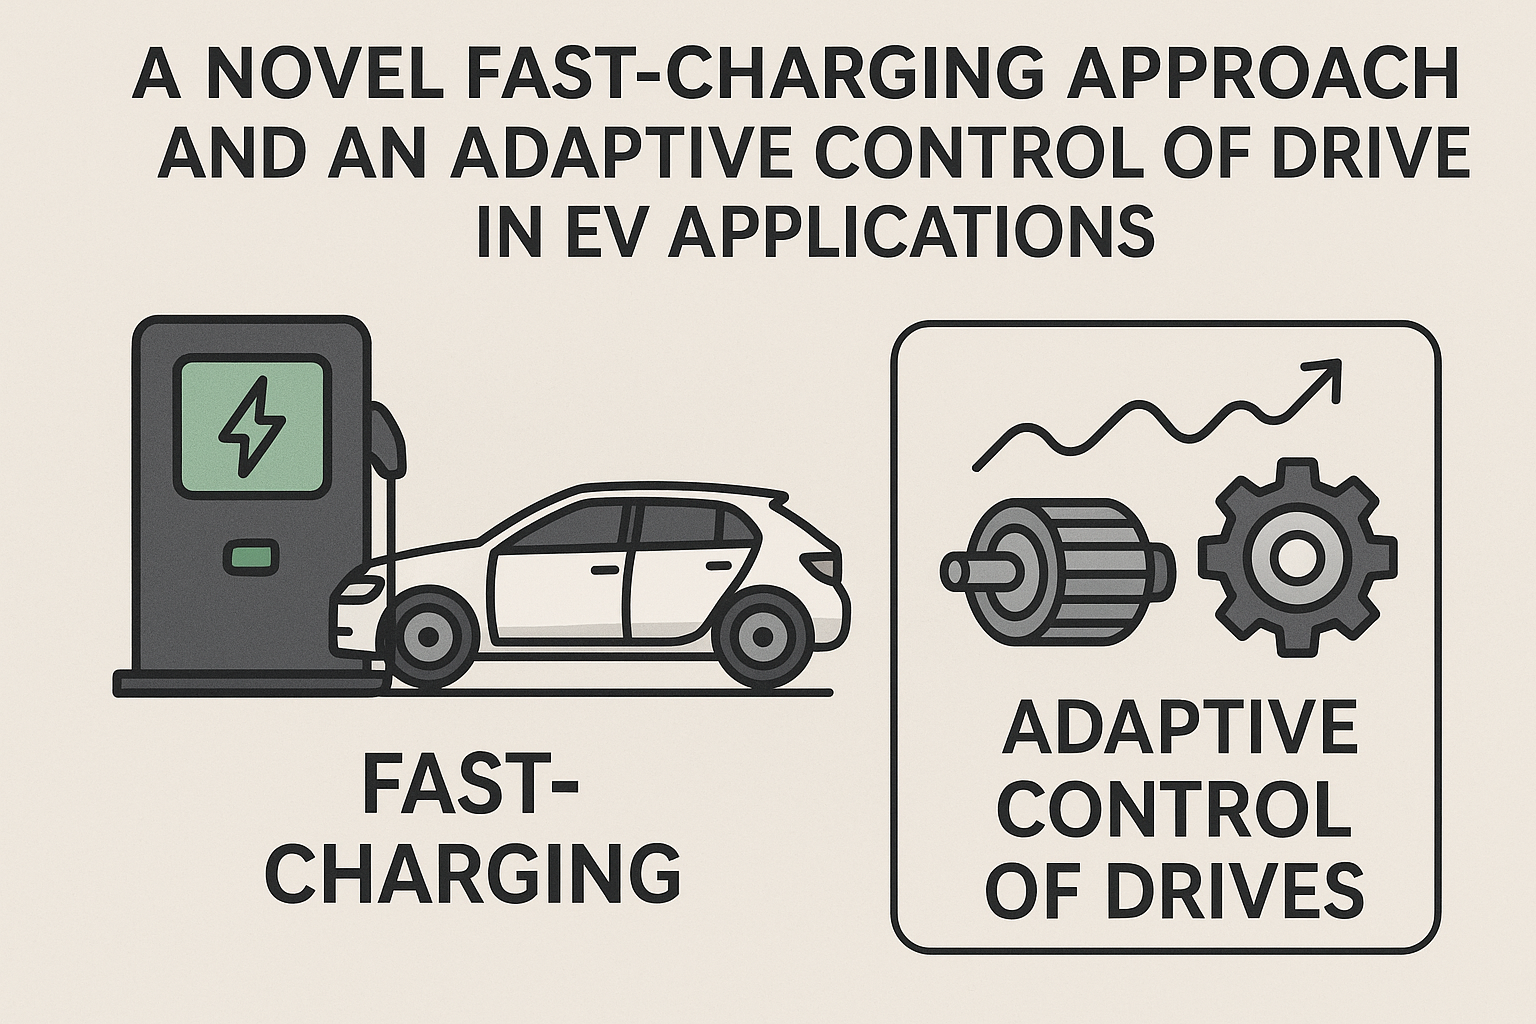 A NOVEL FAST-CHARGING APPROACH
AND AN ADAPTIVE CONTROL OF DRIVE
IN EV APPLICATIONS
FAST-
CHARGING
ADAPTIVE
CONTROL
OF DRIVES